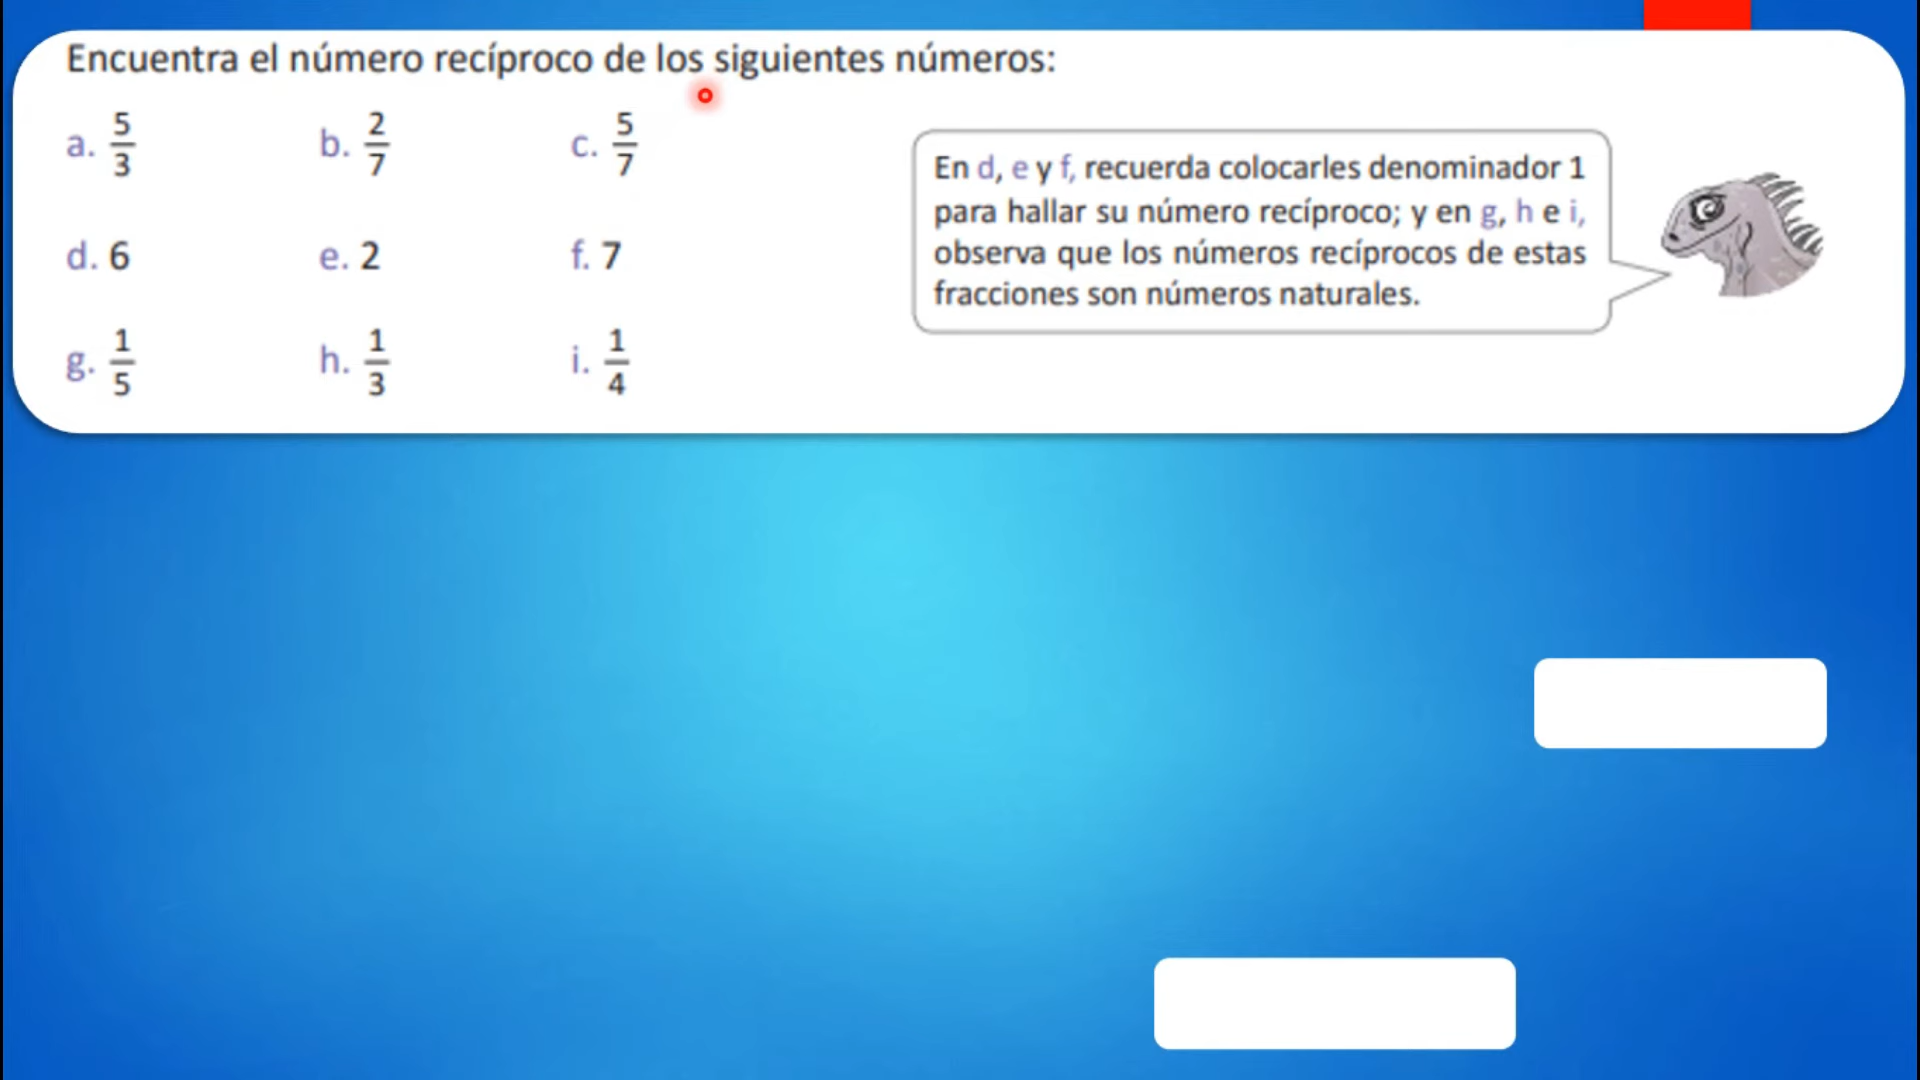 Encuentra el número recíproco de los siguientes números:
a. 5/3 b. 2/7 c. 5/7
d. 6 e. 2 f. 7
g. 1/5 h. 1/3 i. 1/4
En d, e y f, recuerda colocarles denominador 1
para hallar su número recíproco; y en g, h e i,
observa que los números recíprocos de estas
fracciones son números naturales.